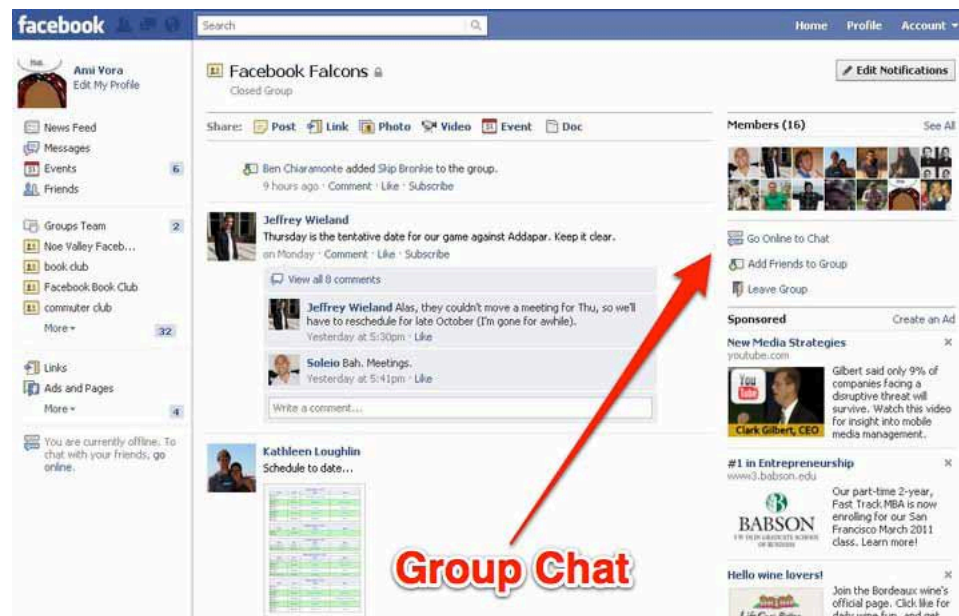 facebook
Search
Home Profile Account
Ami Vora
Edit My Profile
News Feed
Messages
Events 6
Friends
Groups Team 2
Noe Valley Faceb...
book club
Facebook Book Club
commuter club
More 32
Links
Ads and Pages
More 4
You are currently offline. To
chat with your friends, go
online.
Facebook Falcons
Closed Group
Share: Post Link Photo Video Event Doc
Ben Chiaramonte added Skip Bronkie to the group.
9 hours ago · Comment · Like · Subscribe
Jeffrey Wieland
Thursday is the tentative date for our game against Addapar. Keep it clear.
on Monday · Comment · Like · Subscribe
View all 8 comments
Jeffrey Wieland Alas, they couldn't move a meeting for Thu, so we'll
have to reschedule for late October (I'm gone for awhile).
Yesterday at 5:30pm · Like
Soleio Bah. Meetings.
Yesterday at 5:41pm · Like
Write a comment...
Kathleen Loughlin
Schedule to date...
Group Chat
Edit Notifications
Members (16) See All
Go Online to Chat
Add Friends to Group
Leave Group
Sponsored Create an Ad
New Media Strategies
youtube.com
You
Tube
Clark Gilbert, CEO
Gilbert said only 9% of
companies facing a
disruptive threat will
survive. Watch this video
for insight into mobile
media management.
#1 in Entrepreneurship
www3.babson.edu
BABSON
Our part-time 2-year,
Fast Track MBA is now
enrolling for our San
Francisco March 2011
class. Learn more!
Hello wine lovers!
Join the Bordeaux wine's
official page. Click like for
daily wine fun, and get